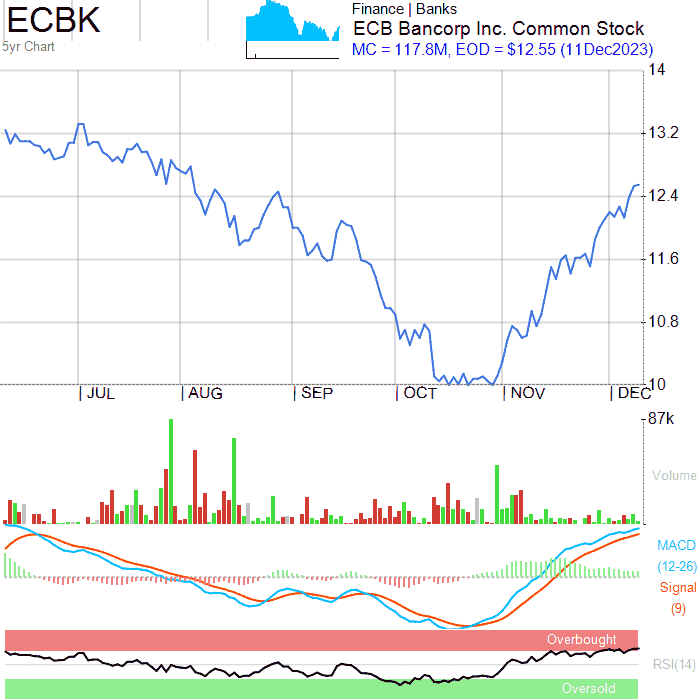 ECBK
5yr Chart
Finance | Banks
ECB Bancorp Inc. Common Stock
MC = 117.8M, EOD = $12.55 (11Dec2023)
14
13.2
12.4
11.6
10.8
10
| JUL | AUG | SEP | OCT | NOV | DEC
87k
Volume
MACD
(12-26)
Signal
(9)
Overbought
RSI(14)
Oversold